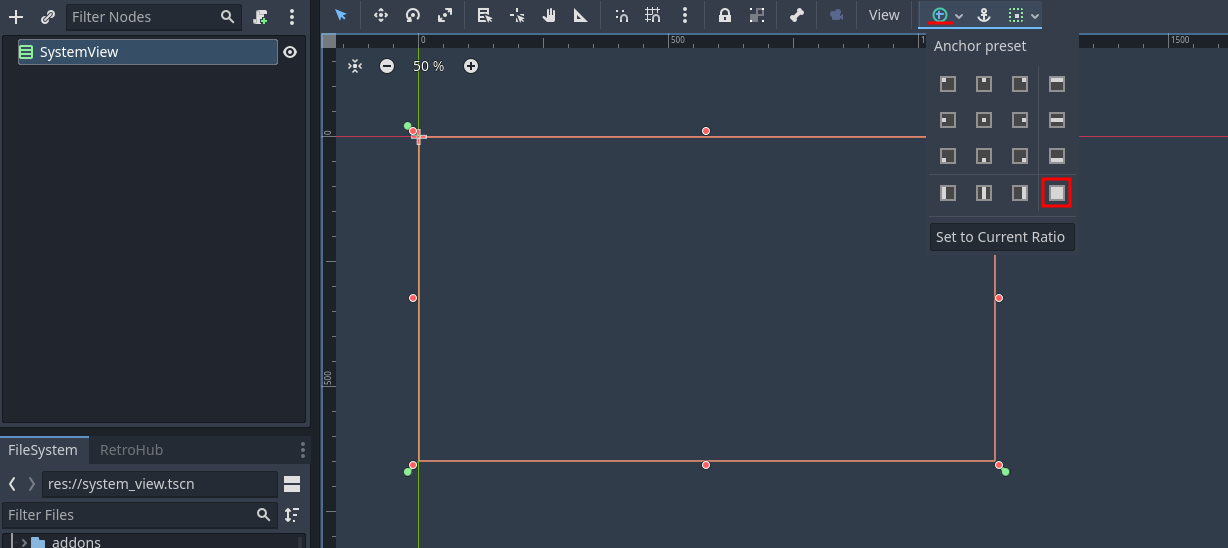 Filter Nodes
View
SystemView
0
500
1
1500
Anchor preset
50 %
0
500
Set to Current Ratio
FileSystem
RetroHub
res://system_view.tscn
Filter Files
addons